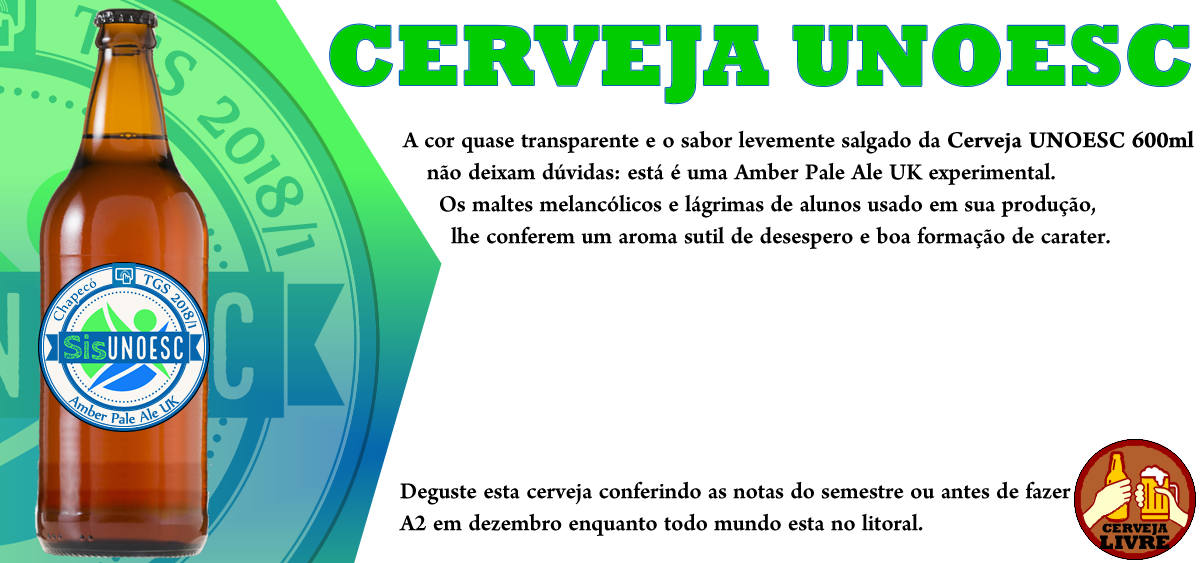 CERVEJA UNOESC
A cor quase transparente e o sabor levemente salgado da Cerveja UNOESC 600ml
não deixam dúvidas: está é uma Amber Pale Ale UK experimental.
Os maltes melancólicos e lágrimas de alunos usado em sua produção,
lhe conferem um aroma sutil de desespero e boa formação de carater.
TGS 2018/1
Chapecó TGS 2018/1
SisUNOESC
Amber Pale Ale UK
N
C
Deguste esta cerveja conferindo as notas do semestre ou antes de fazer
A2 em dezembro enquanto todo mundo esta no litoral.
CERVEJA
LIVRE